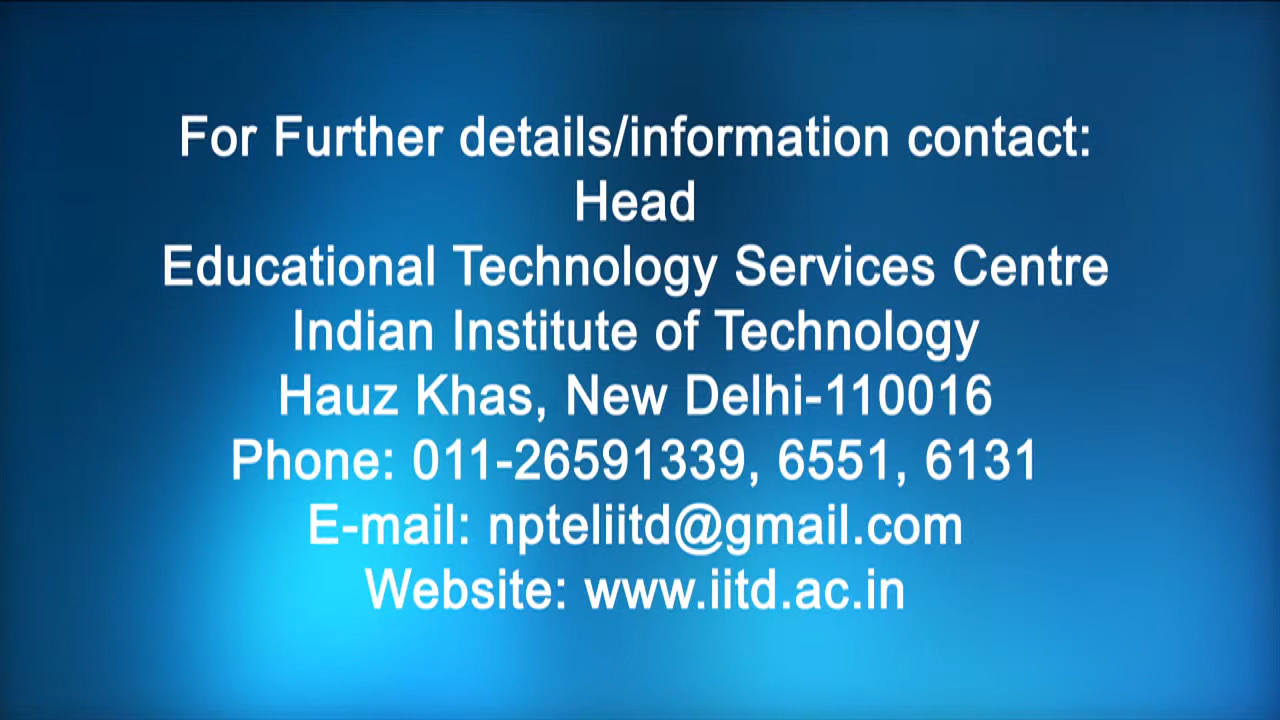 For Further details/information contact:
Head
Educational Technology Services Centre
Indian Institute of Technology
Hauz Khas, New Delhi-110016
Phone: 011-26591339, 6551, 6131
E-mail: npteliitd@gmail.com
Website: www.iitd.ac.in